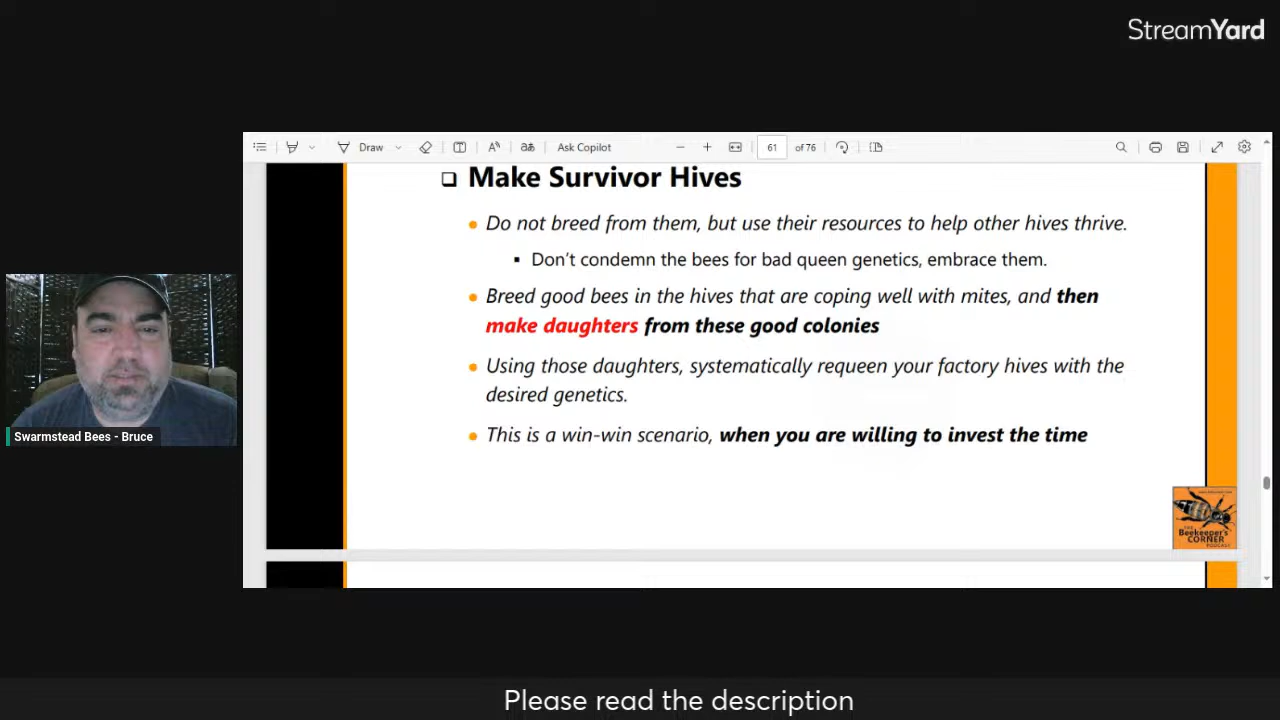 StreamYard
Draw
Ask Copilot
61 of 76
Make Survivor Hives
Do not breed from them, but use their resources to help other hives thrive.
Don't condemn the bees for bad queen genetics, embrace them.
Breed good bees in the hives that are coping well with mites, and then
make daughters from these good colonies
Using those daughters, systematically requeen your factory hives with the
desired genetics.
This is a win-win scenario, when you are willing to invest the time
Swarmstead Bees - Bruce
THE
Beekeeper's
CORNER
PODCAST
Please read the description